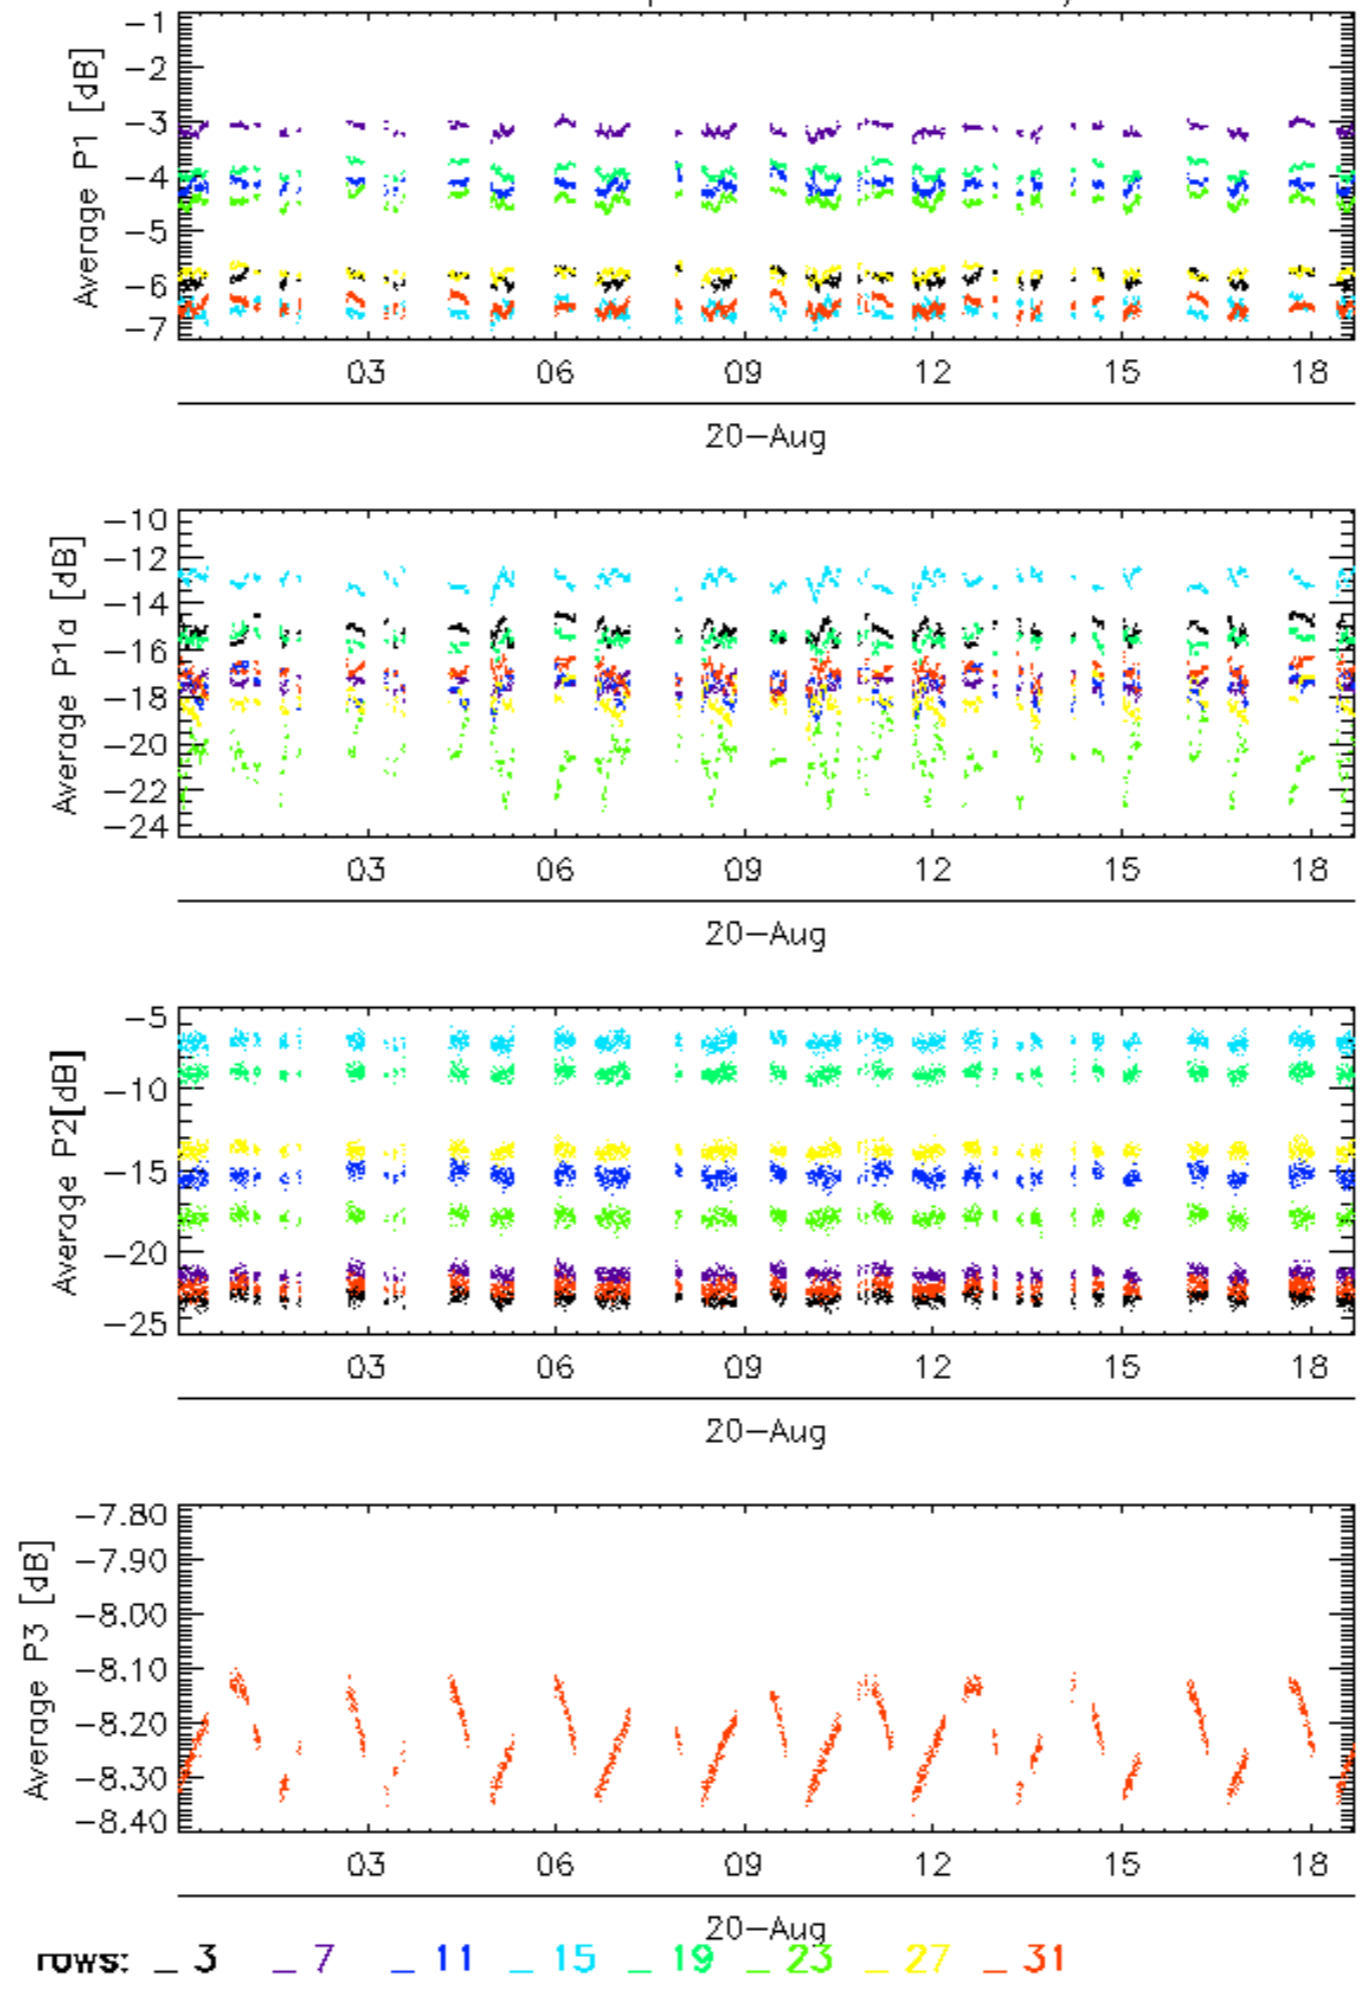 -1
-2
-3
-4
-5
-6
-7
Average P1 [dB]
03 06 09 12 15 18
20-Aug
-10
-12
-14
-16
-18
-20
-22
-24
Average P1a [dB]
03 06 09 12 15 18
20-Aug
-5
-10
-15
-20
-25
Average P2[dB]
03 06 09 12 15 18
20-Aug
-7.80
-7.90
-8.00
-8.10
-8.20
-8.30
-8.40
Average P3 [dB]
03 06 09 12 15 18
20-Aug
rows: _ 3 _ 7 _ 11 _ 15 _ 19 _ 23 _ 27 _ 31